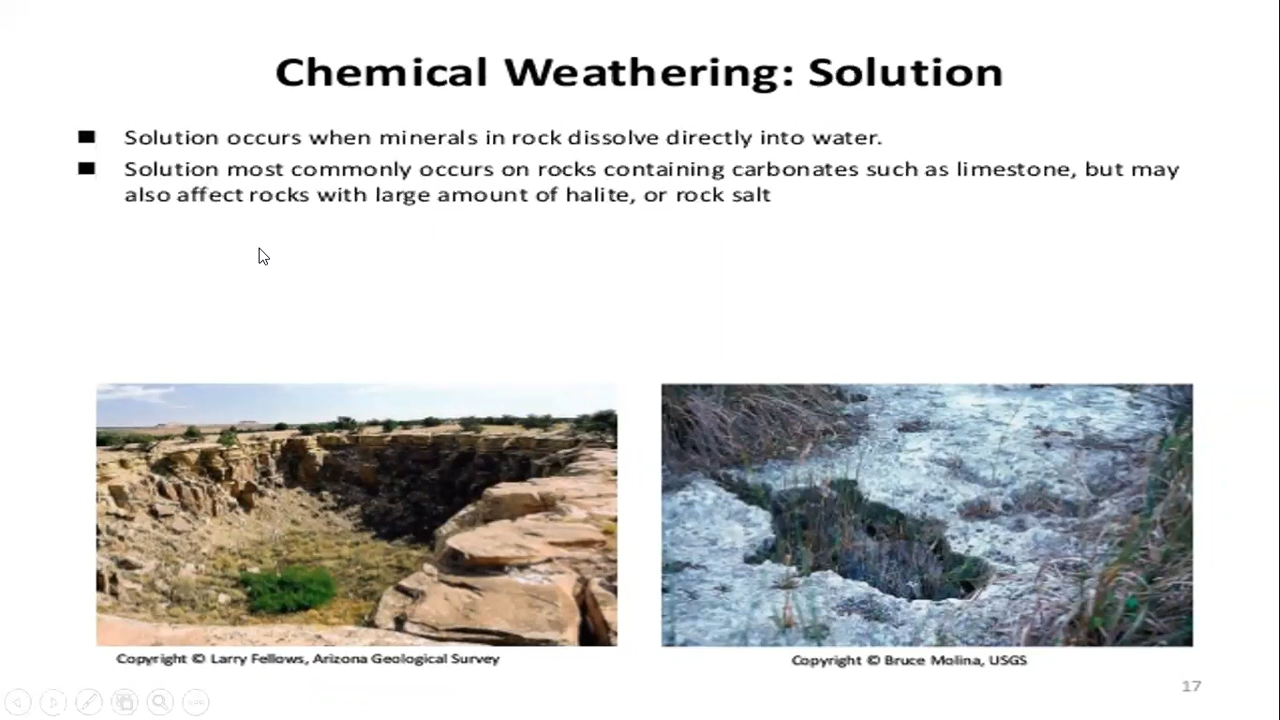 Chemical Weathering: Solution
Solution occurs when minerals in rock dissolve directly into water.
Solution most commonly occurs on rocks containing carbonates such as limestone, but may
also affect rocks with large amount of halite, or rock salt
Copyright © Larry Fellows, Arizona Geological Survey
Copyright © Bruce Molina, USGS
17